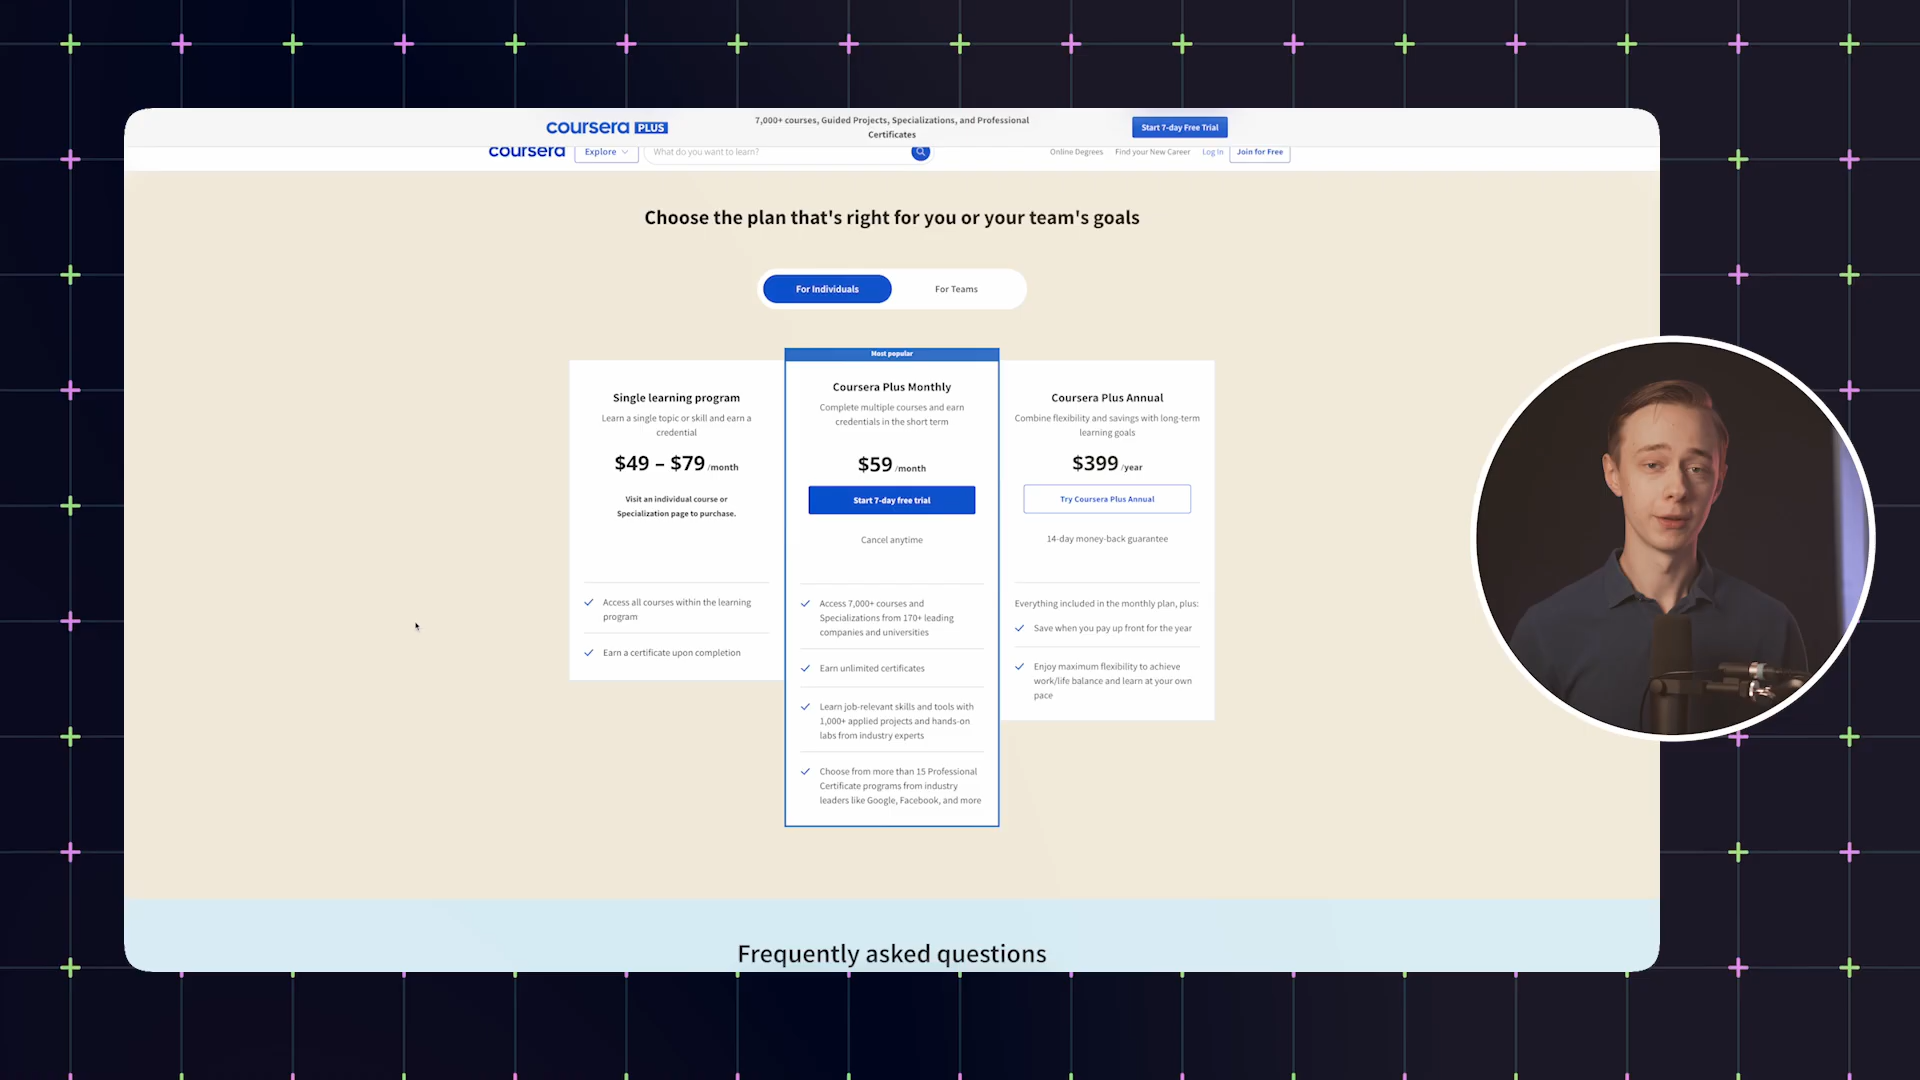 coursera PLUS
7,000+ courses, Guided Projects, Specializations, and Professional
Certificates
Start 7-day Free Trial
coursera
Explore
What do you want to learn?
Online Degrees
Find your New Career
Log In
Join for Free
Choose the plan that's right for you or your team's goals
For Individuals
For Teams
Single learning program
Learn a single topic or skill and earn a
credential
$49 – $79 /month
Visit an individual course or
Specialization page to purchase.
Access all courses within the learning
program
Earn a certificate upon completion
Most popular
Coursera Plus Monthly
Complete multiple courses and earn
credentials in the short term
$59 /month
Start 7-day free trial
Cancel anytime
Access 7,000+ courses and
Specializations from 170+ leading
companies and universities
Earn unlimited certificates
Learn job-relevant skills and tools with
1,000+ applied projects and hands-on
labs from industry experts
Choose from more than 15 Professional
Certificate programs from industry
leaders like Google, Facebook, and more
Coursera Plus Annual
Combine flexibility and savings with long-term
learning goals
$399 /year
Try Coursera Plus Annual
14-day money-back guarantee
Everything included in the monthly plan, plus:
Save when you pay up front for the year
Enjoy maximum flexibility to achieve
work/life balance and learn at your own
pace
Frequently asked questions